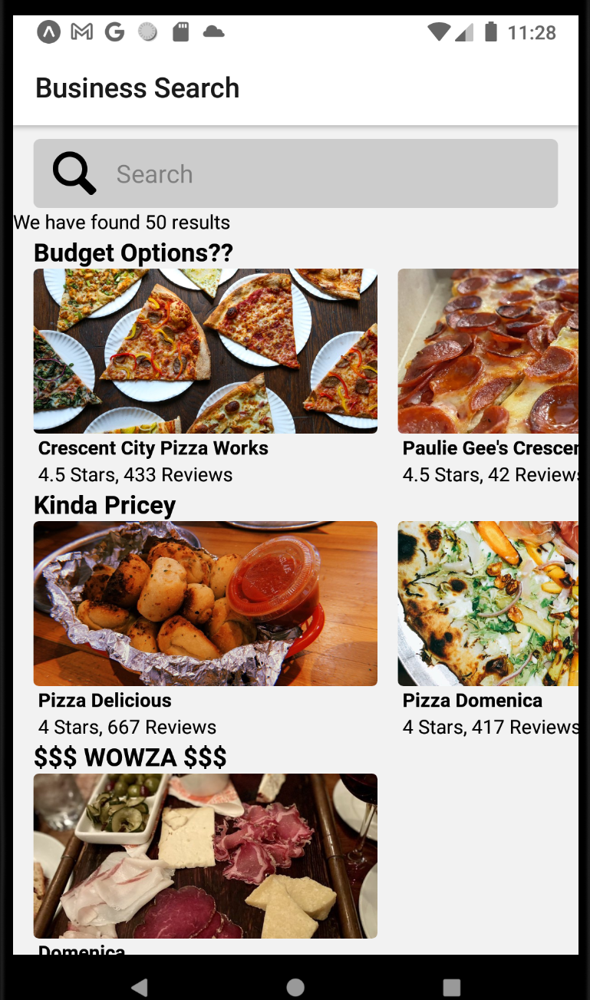 11:28
Business Search
Search
We have found 50 results
Budget Options??
Crescent City Pizza Works
Paulie Gee's Crescen
4.5 Stars, 433 Reviews
4.5 Stars, 42 Reviews
Kinda Pricey
Pizza Delicious
Pizza Domenica
4 Stars, 667 Reviews
4 Stars, 417 Reviews
$$$ WOWZA $$$
Domenica